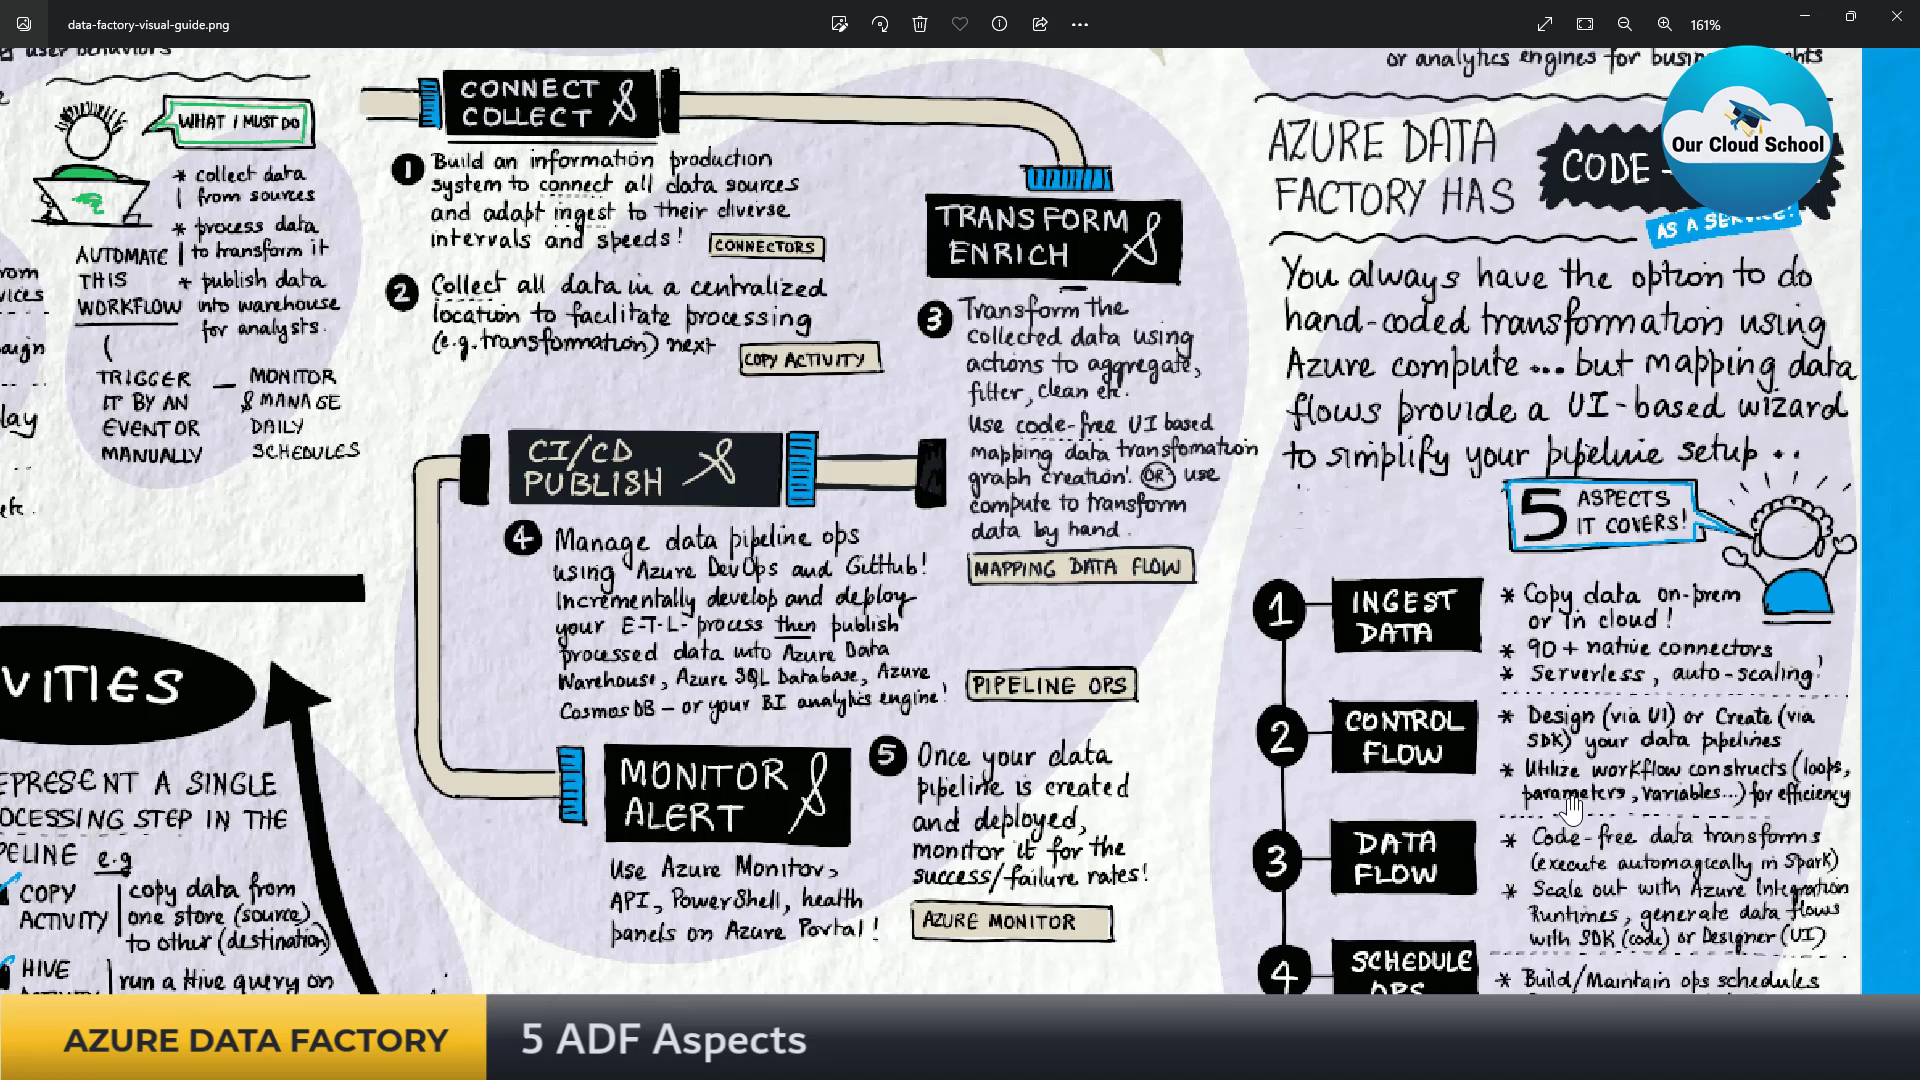 data-factory-visual-guide.png
161%
user behaviors
or analytics engines for
WHAT I MUST DO
* collect data
from sources
* process data
to transform it
* publish data
into warehouse
for analysts.
AUTOMATE
THIS
WORKFLOW
TRIGGER
IT BY AN
EVENT OR
MANUALLY
MONITOR
& MANAGE
DAILY
SCHEDULES
etc.
CONNECT &
COLLECT
1 Build an information production
system to connect all data sources
and adapt ingest to their diverse
intervals and speeds!
CONNECTORS
2 Collect all data in a centralized
location to facilitate processing
(e.g. transformation) next
COPY ACTIVITY
TRANSFORM &
ENRICH
3 Transform the
collected data using
actions to aggregate,
filter, clean etc.
Use code-free UI based
mapping data transfomation
graph creation! OR use
compute to transform
data by hand.
MAPPING DATA FLOW
CI/CD &
PUBLISH
4 Manage data pipeline ops
using Azure DevOps and GitHub!
Incrementally develop and deploy
your E-T-L- process then publish
processed data into Azure Data
Warehouse, Azure SQL Database, Azure
CosmosDB - or your BI analytics engine!
PIPELINE OPS
MONITOR &
ALERT
Use Azure Monitor,
API, PowerShell, health
panels on Azure Portal!
5 Once your data
pipeline is created
and deployed,
monitor it for the
success/failure rates!
AZURE MONITOR
VITIES
EPRESENT A SINGLE
OCESSING STEP IN THE
PELINE e.g
COPY
ACTIVITY
copy data from
one store (source)
to other (destination)
HIVE
run a Hive query on
AZURE DATA
FACTORY HAS
CODE -
AS A SERVICE!
Our Cloud School
You always have the option to do
hand-coded transformation using
Azure compute ... but mapping data
flows provide a UI-based wizard
to simplify your pipeline setup ..
5 ASPECTS
IT COVERS!
1 INGEST
DATA
* Copy data on-prem
or in cloud!
* 90 + native connectors
* Serverless, auto-scaling!
2 CONTROL
FLOW
* Design (via UI) or Create (via
SDK) your data pipelines
* Utilize workflow constructs (loops,
parameters, variables...) for efficiency
3 DATA
FLOW
* Code-free data transforms
(execute automagically in Spark)
* Scale out with Azure Integration
Runtimes, generate data flows
with SDK (code) or Designer (UI)
4 SCHEDULE
OPS
* Build/Maintain ops schedules
AZURE DATA FACTORY
5 ADF Aspects